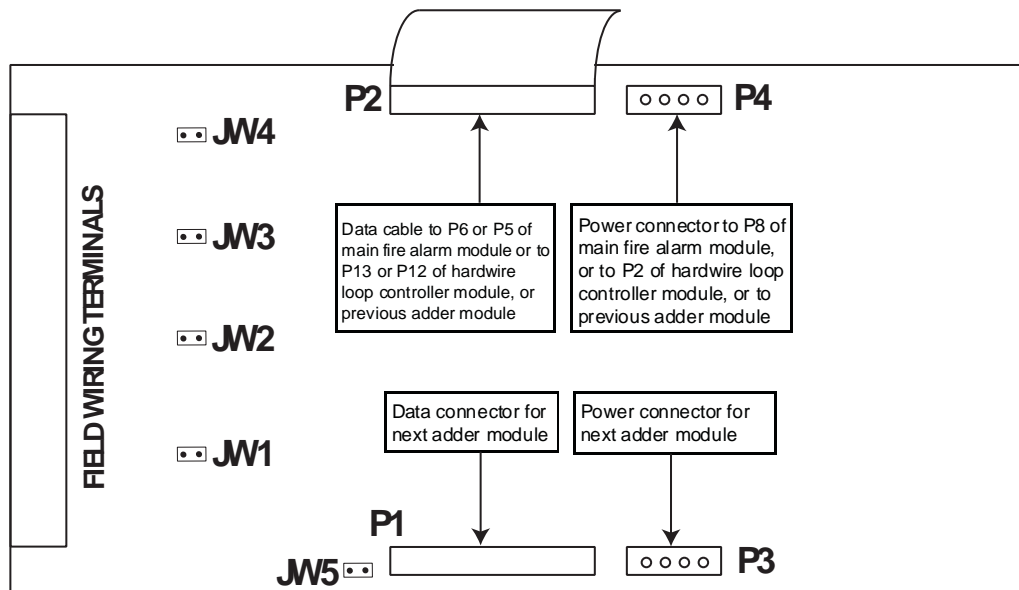 P2
P4
JW4
JW3
JW2
JW1
FIELD WIRING TERMINALS
Data cable to P6 or P5 of
main fire alarm module or to
P13 or P12 of hardwire
loop controller module, or
previous adder module
Power connector to P8 of
main fire alarm module,
or to P2 of hardwire loop
controller module, or to
previous adder module
Data connector for
next adder module
Power connector for
next adder module
P1
P3
JW5